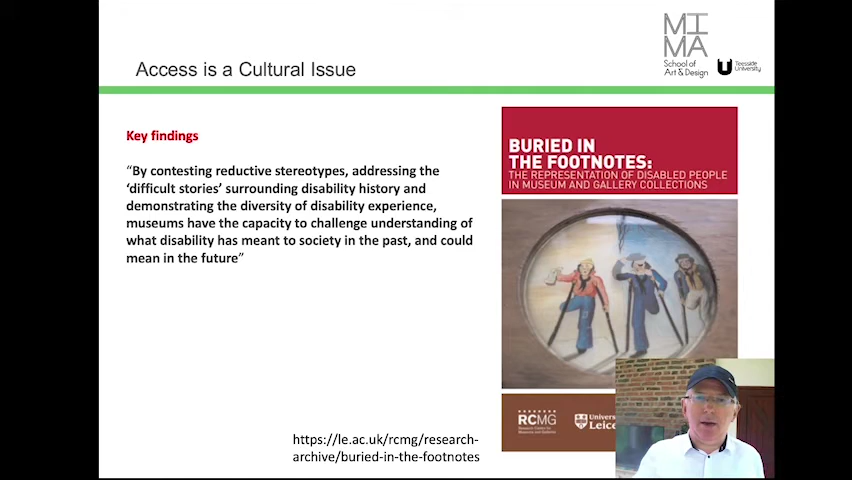 Access is a Cultural Issue
MI
MA
School of
Art & Design
Teesside
University
Key findings
“By contesting reductive stereotypes, addressing the
‘difficult stories’ surrounding disability history and
demonstrating the diversity of disability experience,
museums have the capacity to challenge understanding of
what disability has meant to society in the past, and could
mean in the future”
BURIED IN
THE FOOTNOTES:
THE REPRESENTATION OF DISABLED PEOPLE
IN MUSEUM AND GALLERY COLLECTIONS
RCMG
Univers
Leice
https://le.ac.uk/rcmg/research-
archive/buried-in-the-footnotes